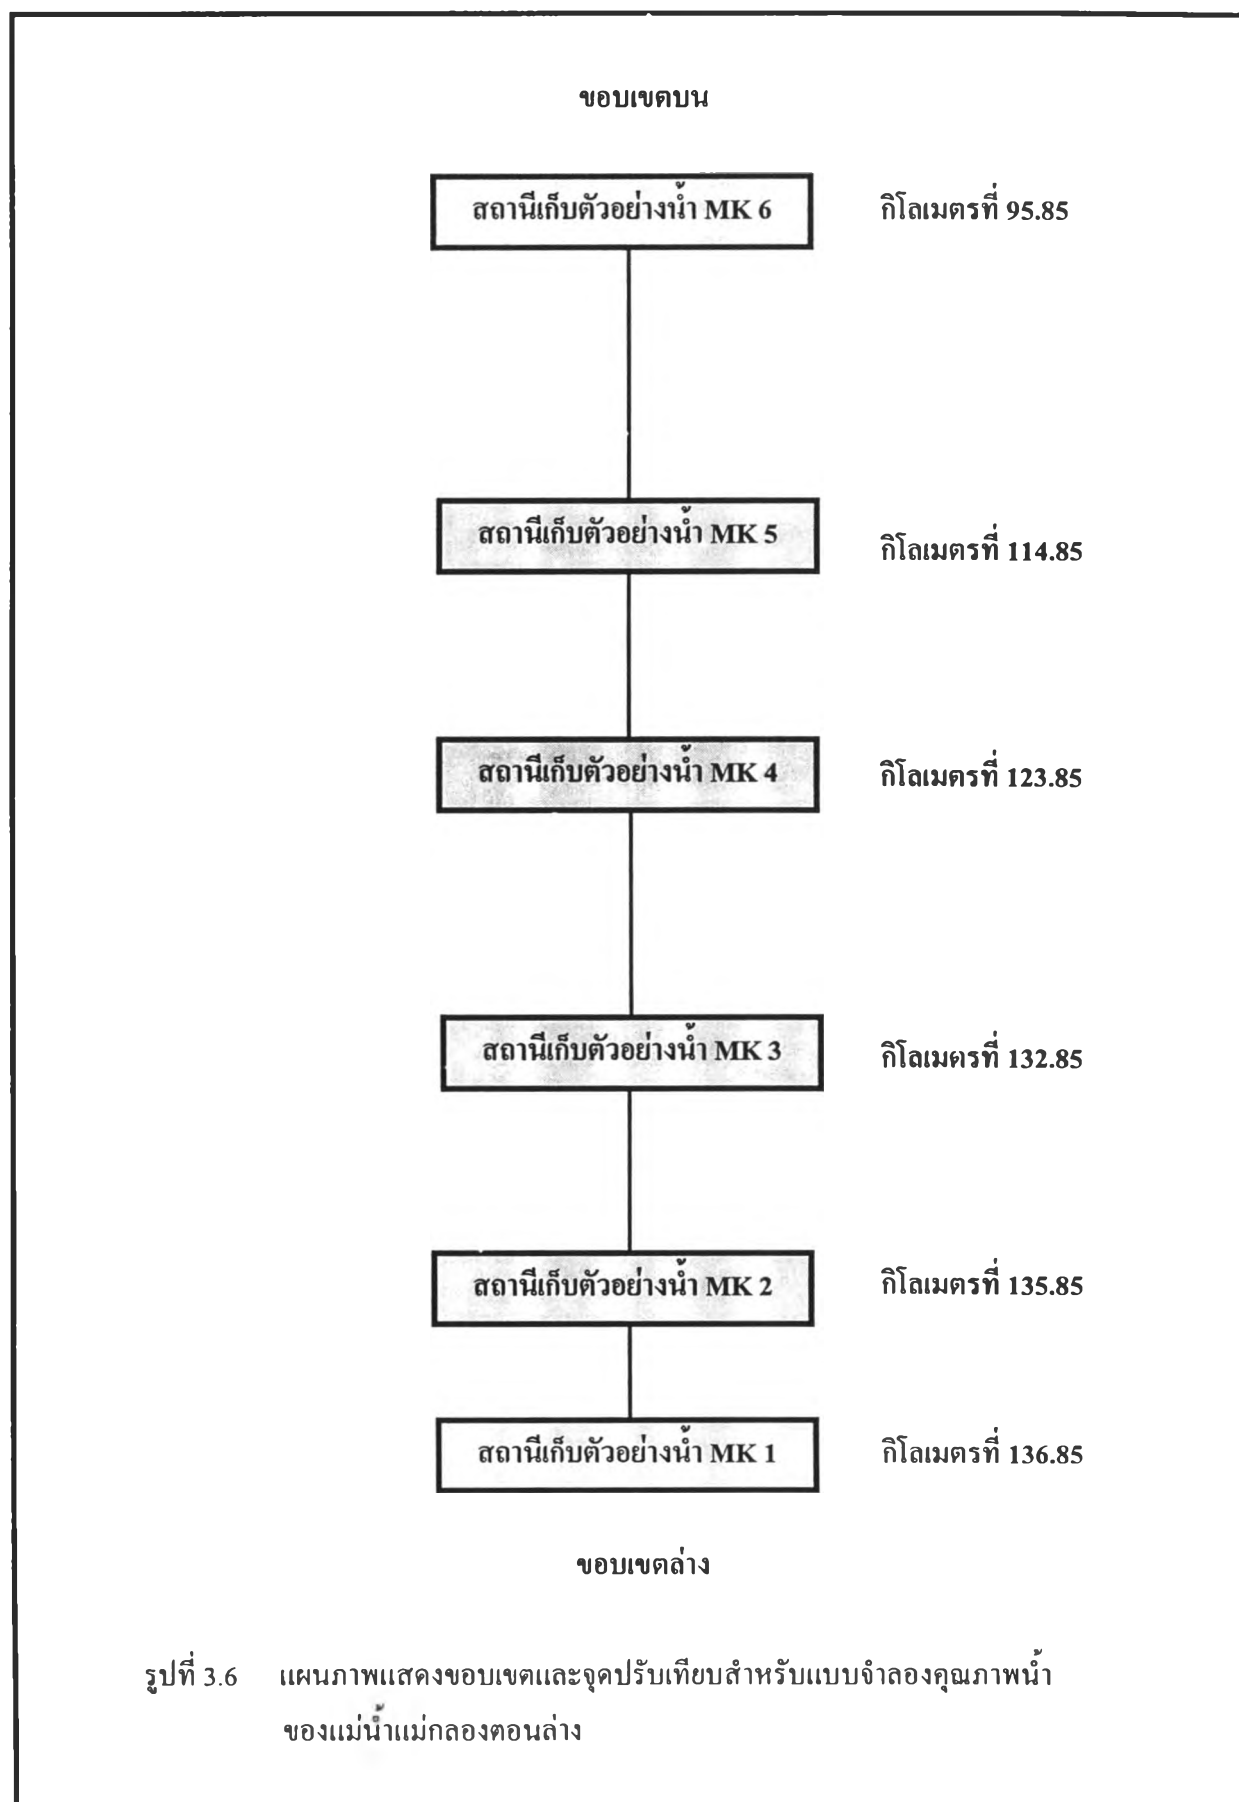 ขอบเขตบน
สถานีเก็บตัวอย่างน้ำ MK 6 กิโลเมตรที่ 95.85
สถานีเก็บตัวอย่างน้ำ MK 5 กิโลเมตรที่ 114.85
สถานีเก็บตัวอย่างน้ำ MK 4 กิโลเมตรที่ 123.85
สถานีเก็บตัวอย่างน้ำ MK 3 กิโลเมตรที่ 132.85
สถานีเก็บตัวอย่างน้ำ MK 2 กิโลเมตรที่ 135.85
สถานีเก็บตัวอย่างน้ำ MK 1 กิโลเมตรที่ 136.85
ขอบเขตล่าง
รูปที่ 3.6 แผนภาพแสดงขอบเขตและจุดปรับเทียบสำหรับแบบจำลองคุณภาพน้ำ
ของแม่น้ำแม่กลองตอนล่าง